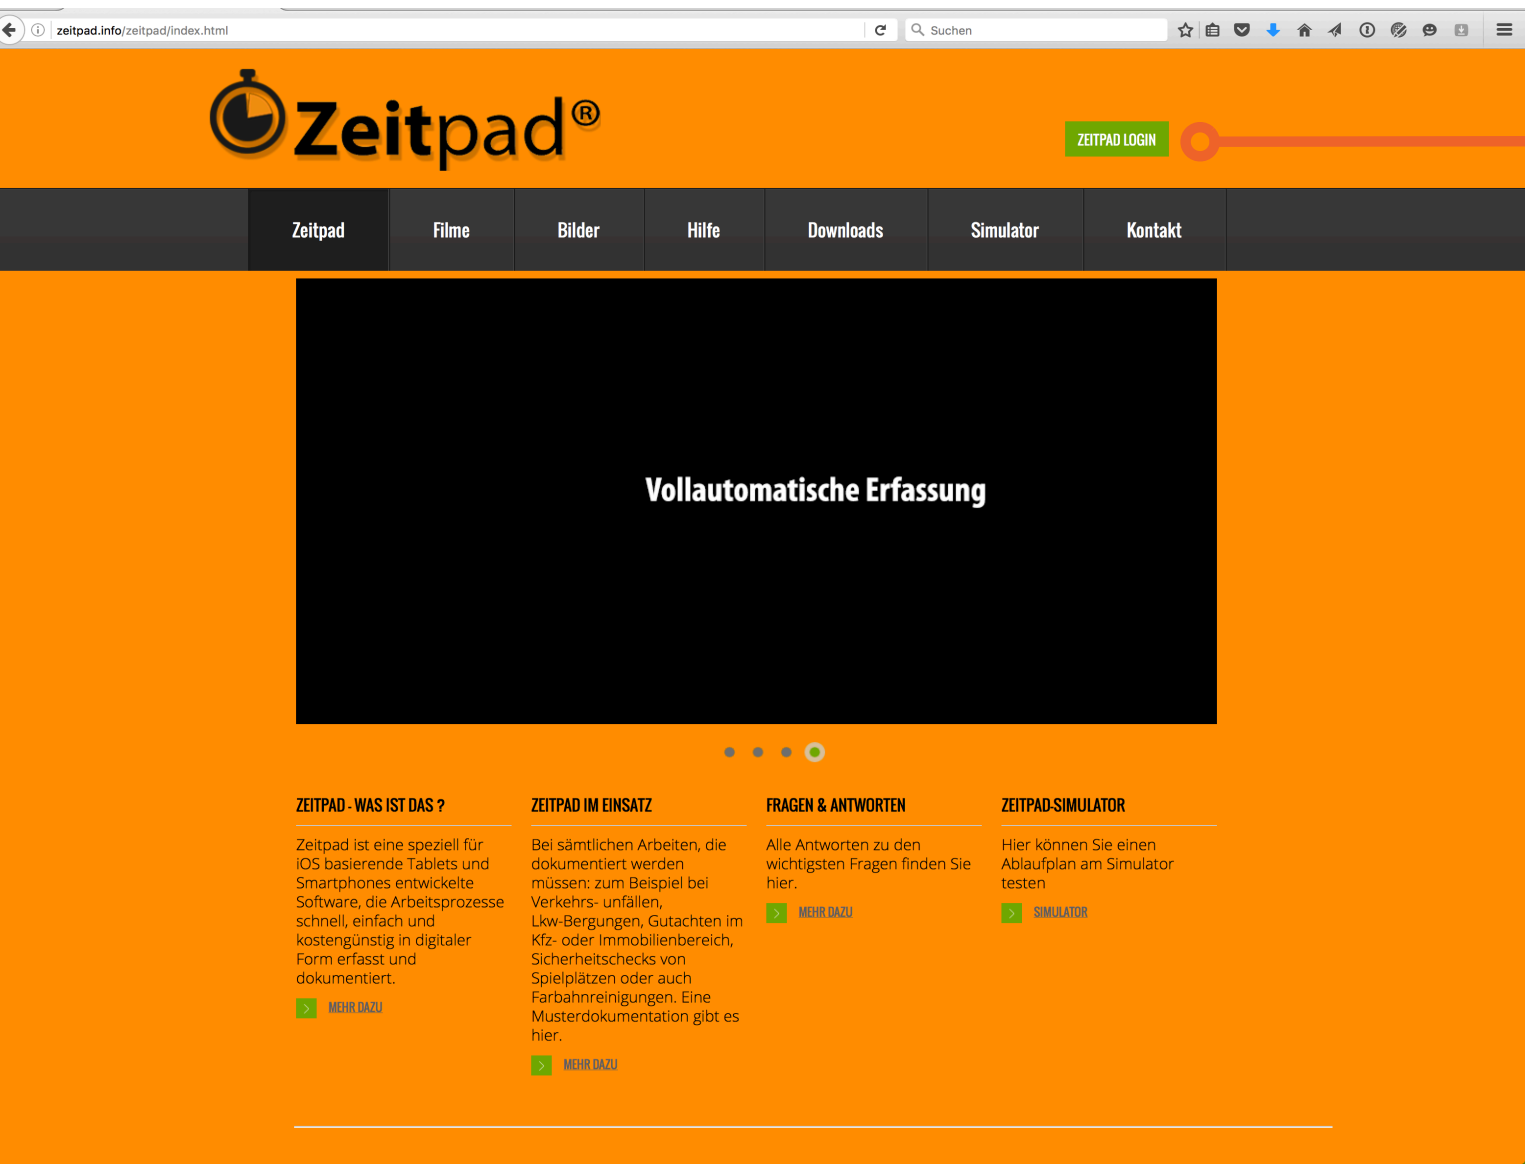 zeitpad.info/zeitpad/index.html
Suchen
Zeitpad®
ZEITPAD LOGIN
Zeitpad
Filme
Bilder
Hilfe
Downloads
Simulator
Kontakt
Vollautomatische Erfassung
ZEITPAD - WAS IST DAS ?
Zeitpad ist eine speziell für
iOS basierende Tablets und
Smartphones entwickelte
Software, die Arbeitsprozesse
schnell, einfach und
kostengünstig in digitaler
Form erfasst und
dokumentiert.
MEHR DAZU
ZEITPAD IM EINSATZ
Bei sämtlichen Arbeiten, die
dokumentiert werden
müssen: zum Beispiel bei
Verkehrs- unfällen,
Lkw-Bergungen, Gutachten im
Kfz- oder Immobilienbereich,
Sicherheitschecks von
Spielplätzen oder auch
Farbahnreinigungen. Eine
Musterdokumentation gibt es
hier.
MEHR DAZU
FRAGEN & ANTWORTEN
Alle Antworten zu den
wichtigsten Fragen finden Sie
hier.
MEHR DAZU
ZEITPAD-SIMULATOR
Hier können Sie einen
Ablaufplan am Simulator
testen
SIMULATOR